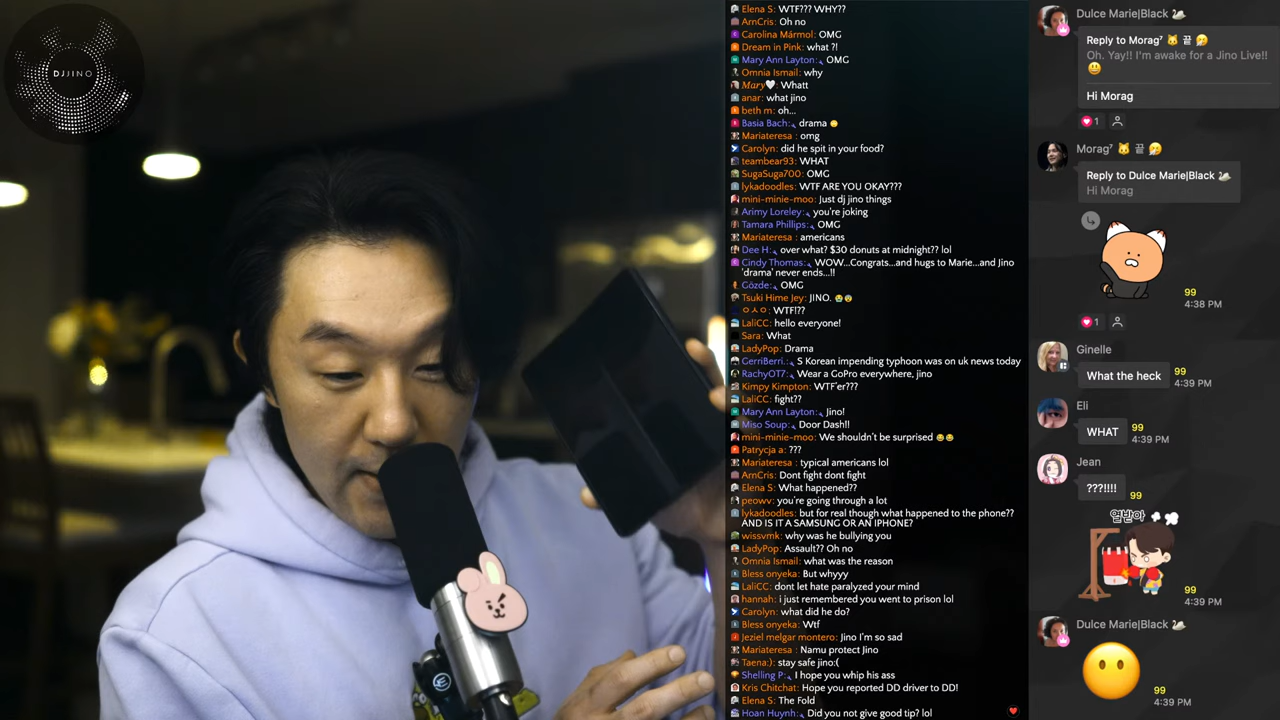 DJJINO
Elena S: WTF??? WHY??
ArnCris: Oh no
Carolina Mármol: OMG
Dream in Pink: what ?!
Mary Ann Layton: OMG
Omnia Ismail: why
Mary🤍: Whatt
anar: what jino
beth m: oh...
Basia Bach: drama 🙄
Mariateresa : omg
Carolyn: did he spit in your food?
teambear93: WHAT
SugaSuga700: OMG
lykadoodles: WTF ARE YOU OKAY???
mini-minie-moo: Just dj jino things
Arimy Loreley: you're joking
Tamara Phillips: OMG
Mariateresa : americans
Dee H: over what? $30 donuts at midnight?? lol
Cindy Thomas: WOW...Congrats...and hugs to Marie...and Jino
'drama' never ends...!!
Gözde: OMG
Tsuki Hime Jey: JINO. 😭😨
ㅇㅅㅇ: WTF!??
LaliCC: hello everyone!
Sara: What
LadyPop: Drama
GerriBerri.: S Korean impending typhoon was on uk news today
RachyOT7: Wear a GoPro everywhere, jino
Kimpy Kimpton: WTF'er???
LaliCC: fight??
Mary Ann Layton: Jino!
Miso Soup: Door Dash!!
mini-minie-moo: We shouldn't be surprised 😂😂
Patrycja a: ???
Mariateresa : typical americans lol
ArnCris: Dont fight dont fight
Elena S: What happened??
peowv: you're going through a lot
lykadoodles: but for real though what happened to the phone??
AND IS IT A SAMSUNG OR AN IPHONE?
wissvmk: why was he bullying you
LadyPop: Assault?? Oh no
Omnia Ismail: what was the reason
Bless onyeka: But whyyy
LaliCC: dont let hate paralyzed your mind
hannah: i just remembered you went to prison lol
Carolyn: what did he do?
Bless onyeka: Wtf
Jeziel melgar montero: Jino I'm so sad
Mariateresa : Namu protect Jino
Taena:): stay safe jino:(
Shelling P: I hope you whip his ass
Kris Chitchat: Hope you reported DD driver to DD!
Elena S: The Fold
Hoan Huynh: Did you not give good tip? lol
Dulce Marie|Black 🦢
Reply to Morag⁷ 🐱 끝 🤧
Oh. Yay!! I'm awake for a Jino Live!!
😃
Hi Morag
1
Morag⁷ 🐱 끝 🤧
Reply to Dulce Marie|Black 🦢
Hi Morag
99
4:38 PM
1
Ginelle
What the heck
99
4:39 PM
Eli
WHAT
99
4:39 PM
Jean
???!!!!
99
열받아
99
4:39 PM
Dulce Marie|Black 🦢
99
4:39 PM